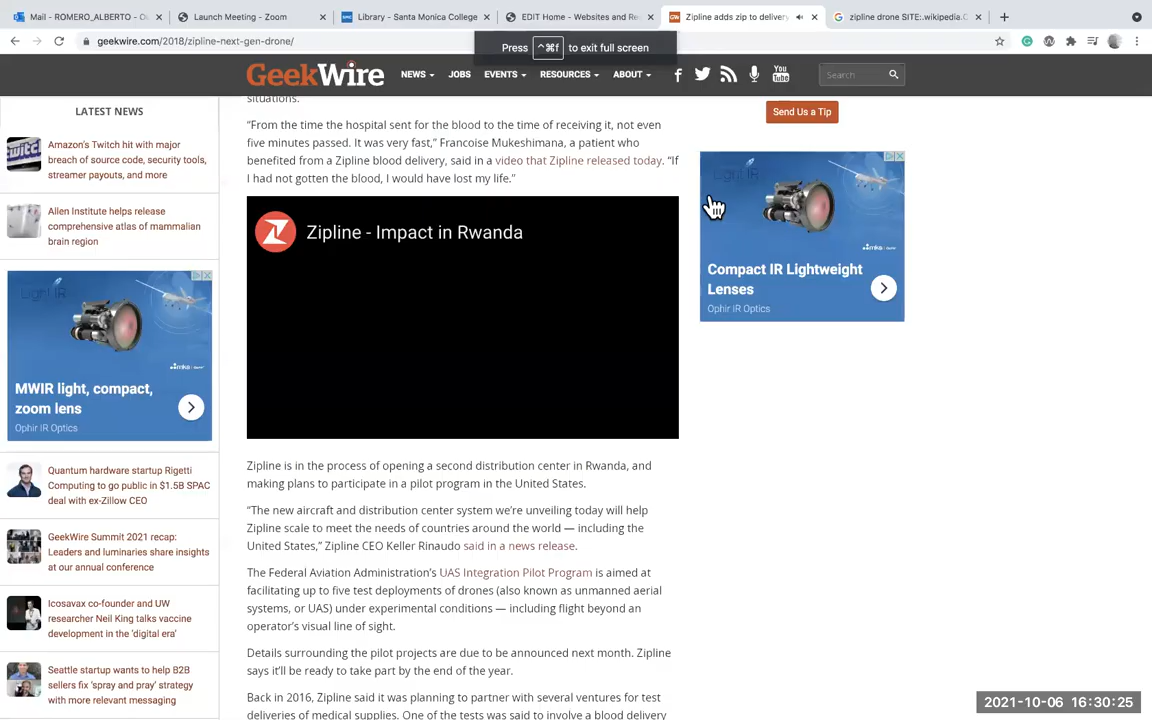 Mail - ROMERO_ALBERTO - Ou
Launch Meeting - Zoom
Library - Santa Monica College
EDIT Home - Websites and Re
Zipline adds zip to delivery
zipline drone SITE:.wikipedia.O
geekwire.com/2018/zipline-next-gen-drone/
Press ^⌘f to exit full screen
GeekWire
NEWS
JOBS
EVENTS
RESOURCES
ABOUT
You Tube
Search
LATEST NEWS
Amazon's Twitch hit with major
breach of source code, security tools,
streamer payouts, and more
Allen Institute helps release
comprehensive atlas of mammalian
brain region
MWIR light, compact,
zoom lens
Ophir IR Optics
Quantum hardware startup Rigetti
Computing to go public in $1.5B SPAC
deal with ex-Zillow CEO
GeekWire Summit 2021 recap:
Leaders and luminaries share insights
at our annual conference
Icosavax co-founder and UW
researcher Neil King talks vaccine
development in the 'digital era'
Seattle startup wants to help B2B
sellers fix 'spray and pray' strategy
with more relevant messaging
situations.
“From the time the hospital sent for the blood to the time of receiving it, not even
five minutes passed. It was very fast,” Francoise Mukeshimana, a patient who
benefited from a Zipline blood delivery, said in a video that Zipline released today. “If
I had not gotten the blood, I would have lost my life.”
Zipline - Impact in Rwanda
Zipline is in the process of opening a second distribution center in Rwanda, and
making plans to participate in a pilot program in the United States.
“The new aircraft and distribution center system we're unveiling today will help
Zipline scale to meet the needs of countries around the world — including the
United States,” Zipline CEO Keller Rinaudo said in a news release.
The Federal Aviation Administration's UAS Integration Pilot Program is aimed at
facilitating up to five test deployments of drones (also known as unmanned aerial
systems, or UAS) under experimental conditions — including flight beyond an
operator's visual line of sight.
Details surrounding the pilot projects are due to be announced next month. Zipline
says it'll be ready to take part by the end of the year.
Back in 2016, Zipline said it was planning to partner with several ventures for test
deliveries of medical supplies. One of the tests was said to involve a blood delivery
Send Us a Tip
Compact IR Lightweight
Lenses
Ophir IR Optics
2021-10-06 16:30:25